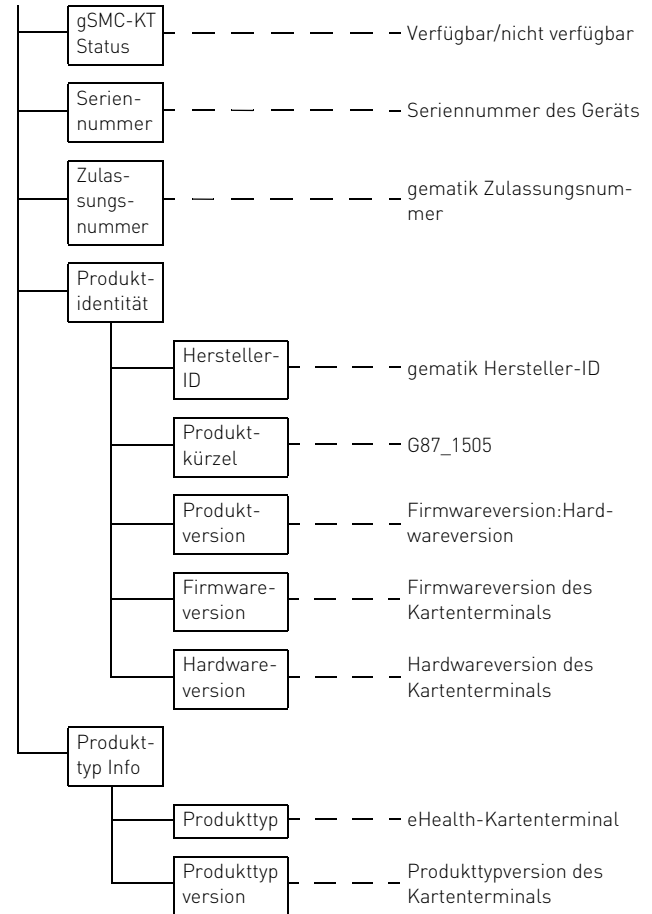 gSMC-KT
Status
Verfügbar/nicht verfügbar
Serien-
nummer
Seriennummer des Geräts
Zulas-
sungs-
nummer
gematik Zulassungsnum-
mer
Produkt-
identität
Hersteller-
ID
gematik Hersteller-ID
Produkt-
kürzel
G87_1505
Produkt-
version
Firmwareversion:Hard-
wareversion
Firmware-
version
Firmwareversion des
Kartenterminals
Hardware-
version
Hardwareversion des
Kartenterminals
Produkt-
typ Info
Produkttyp
eHealth-Kartenterminal
Produkttyp
version
Produkttypversion des
Kartenterminals